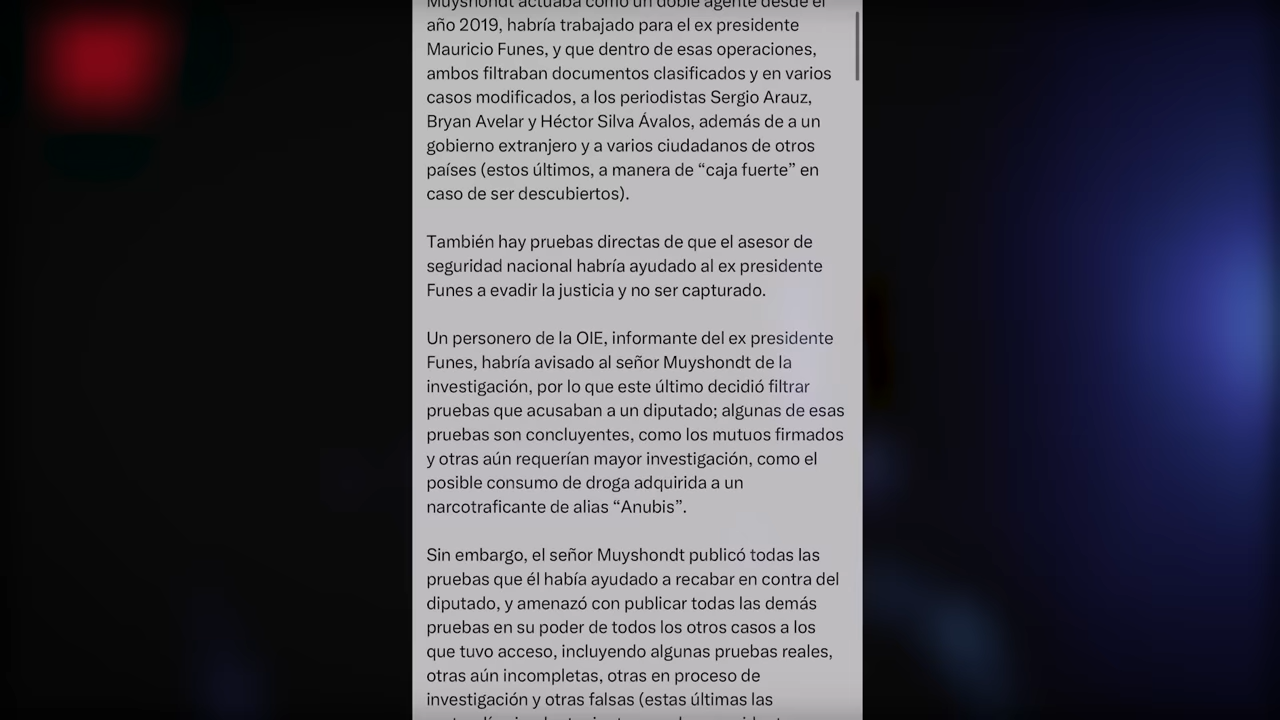 Muyshondt actuaba como un doble agente desde el
año 2019, habría trabajado para el ex presidente
Mauricio Funes, y que dentro de esas operaciones,
ambos filtraban documentos clasificados y en varios
casos modificados, a los periodistas Sergio Arauz,
Bryan Avelar y Héctor Silva Ávalos, además de a un
gobierno extranjero y a varios ciudadanos de otros
países (estos últimos, a manera de “caja fuerte” en
caso de ser descubiertos).
También hay pruebas directas de que el asesor de
seguridad nacional habría ayudado al ex presidente
Funes a evadir la justicia y no ser capturado.
Un personero de la OIE, informante del ex presidente
Funes, habría avisado al señor Muyshondt de la
investigación, por lo que este último decidió filtrar
pruebas que acusaban a un diputado; algunas de esas
pruebas son concluyentes, como los mutuos firmados
y otras aún requerían mayor investigación, como el
posible consumo de droga adquirida a un
narcotraficante de alias “Anubis”.
Sin embargo, el señor Muyshondt publicó todas las
pruebas que él había ayudado a recabar en contra del
diputado, y amenazó con publicar todas las demás
pruebas en su poder de todos los otros casos a los
que tuvo acceso, incluyendo algunas pruebas reales,
otras aún incompletas, otras en proceso de
investigación y otras falsas (estas últimas las